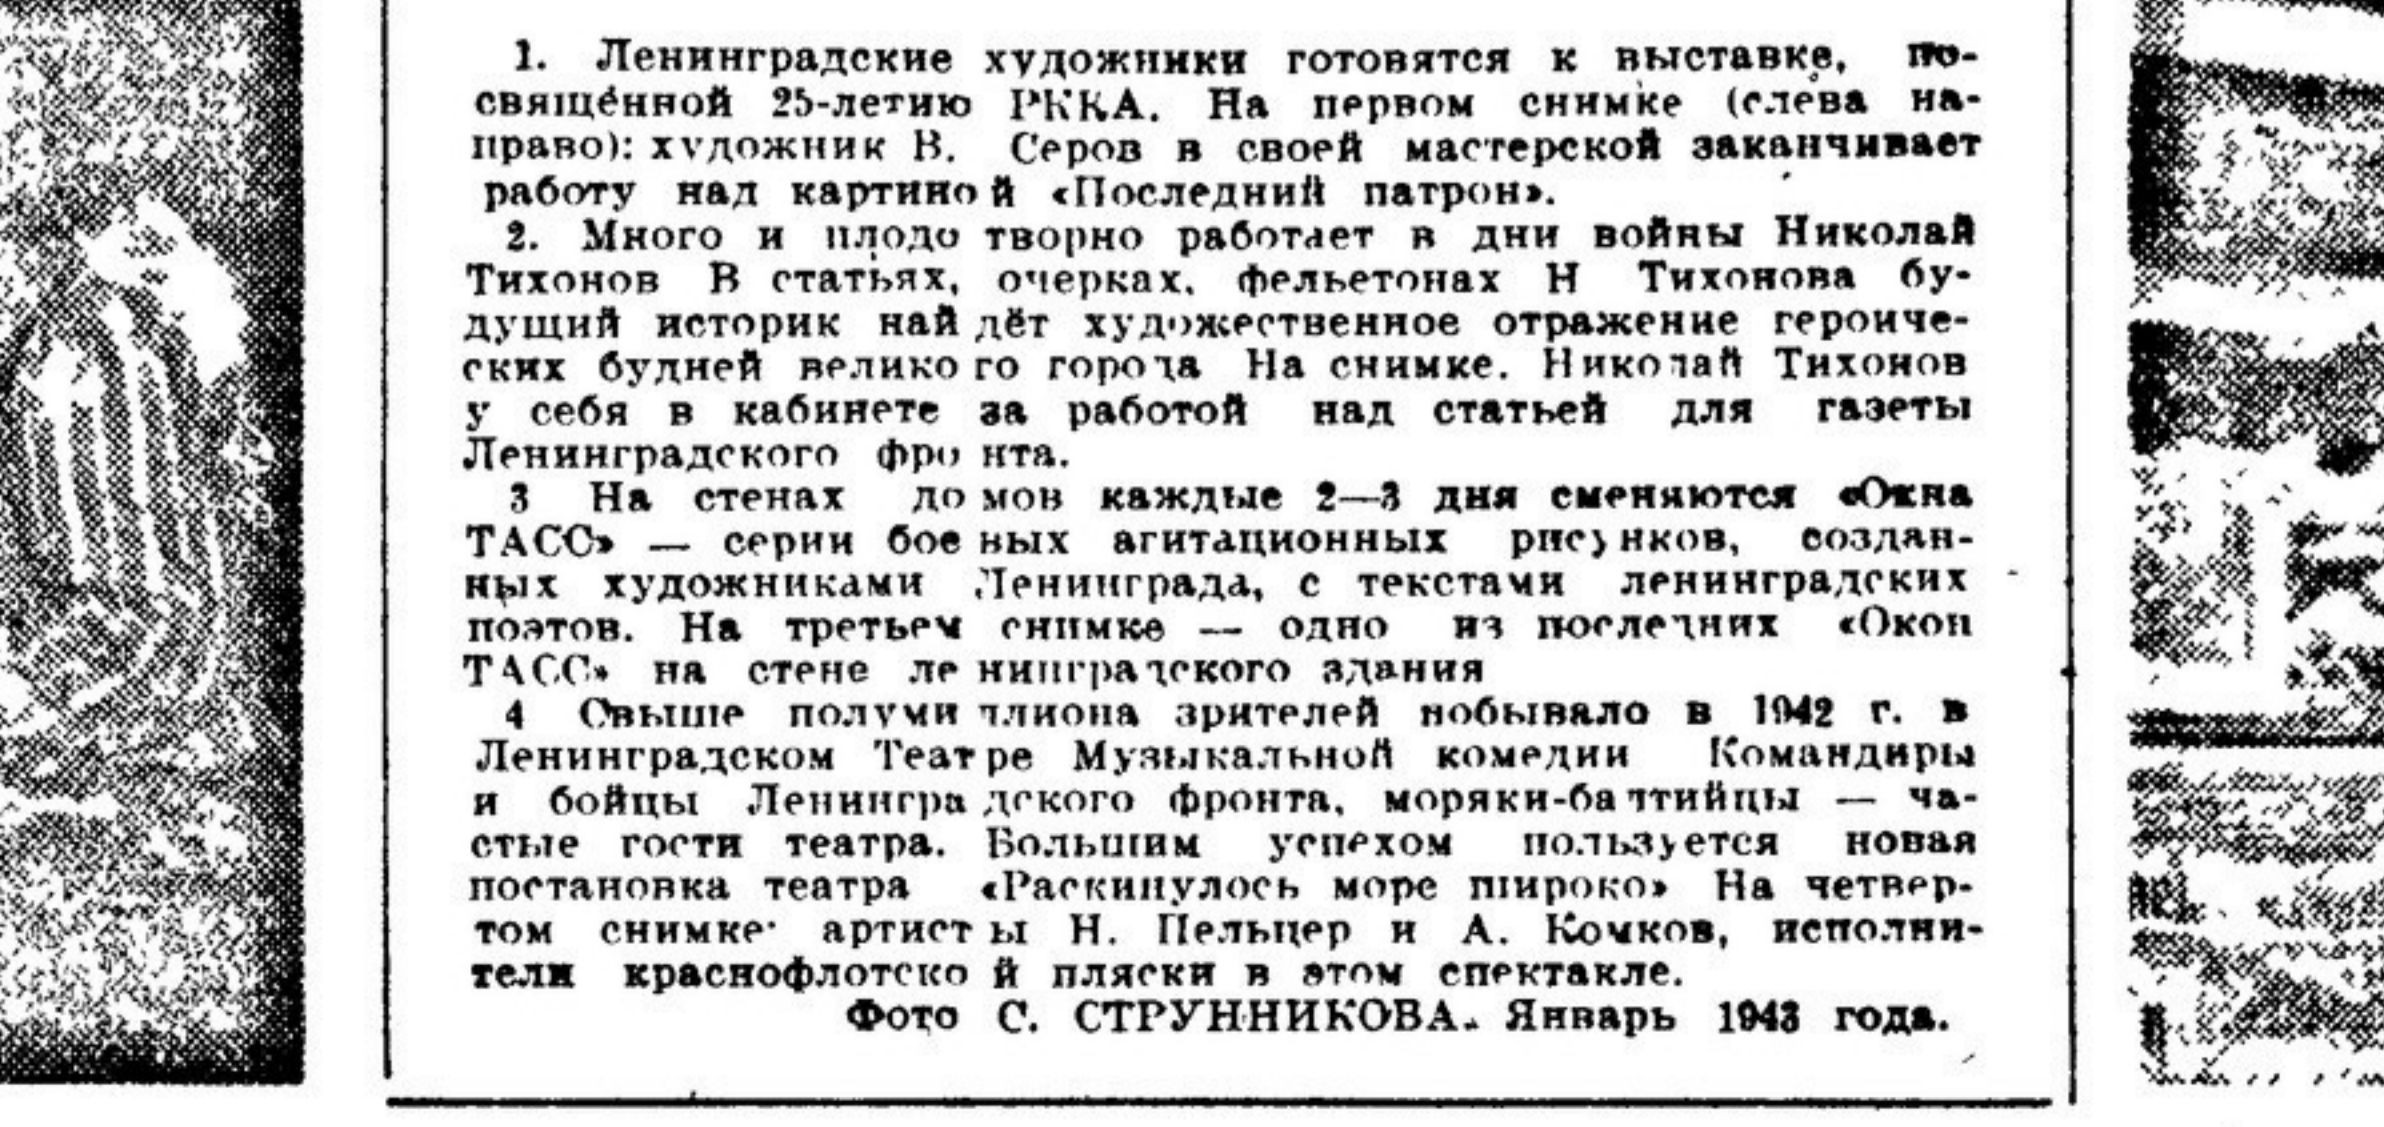 1. Ленинградские художники готовятся к выставке, по-
свящённой 25-летию РККА. На первом снимке (слева на-
право): художник В. Серов в своей мастерской заканчивает
работу над картиной «Последний патрон».
2. Много и плодотворно работает в дни войны Николай
Тихонов В статьях, очерках, фельетонах Н Тихонова бу-
дущий историк найдёт художественное отражение героиче-
ских будней великого города На снимке. Николай Тихонов
у себя в кабинете за работой над статьей для газеты
Ленинградского фронта.
3 На стенах домов каждые 2—3 дня сменяются «Окна
ТАСС» — серии боевых агитационных рисунков, создан-
ных художниками Ленинграда, с текстами ленинградских
поэтов. На третьем снимке — одно из последних «Окон
ТАСС» на стене ленинградского здания
4 Свыше полумиллиона зрителей побывало в 1942 г. в
Ленинградском Театре Музыкальной комедии Командиры
и бойцы Ленинградского фронта, моряки-балтийцы — ча-
стые гости театра. Большим успехом пользуется новая
постановка театра «Раскинулось море широко» На четвер-
том снимке· артисты Н. Пельцер и А. Комков, исполни-
тели краснофлотской пляски в этом спектакле.
Фото С. СТРУННИКОВА. Январь 1943 года.